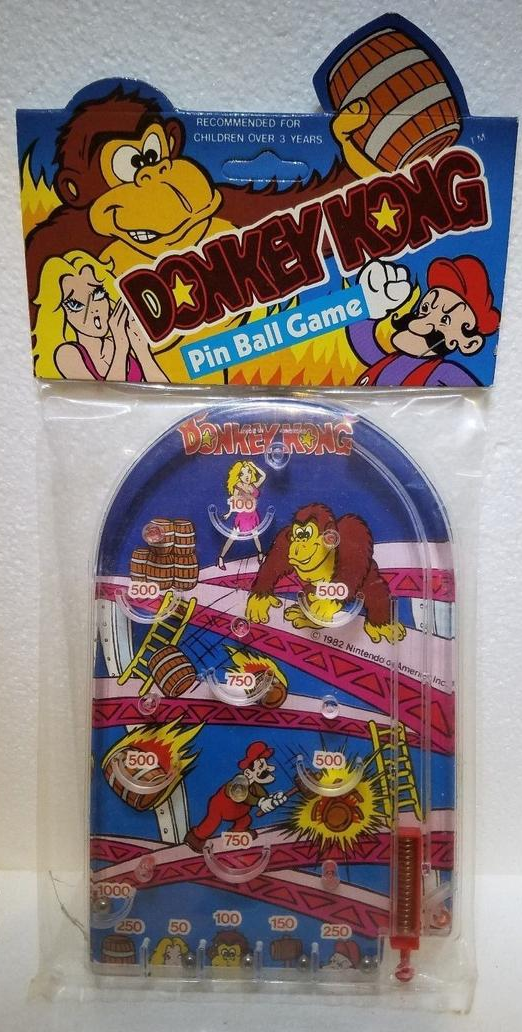 RECOMMENDED FOR
CHILDREN OVER 3 YEARS
TM
DONKEY KONG
Pin Ball Game
DONKEY KONG
100
500
500
© 1982 Nintendo of America Inc.
750
500
500
750
1000
250
50
100
150
250